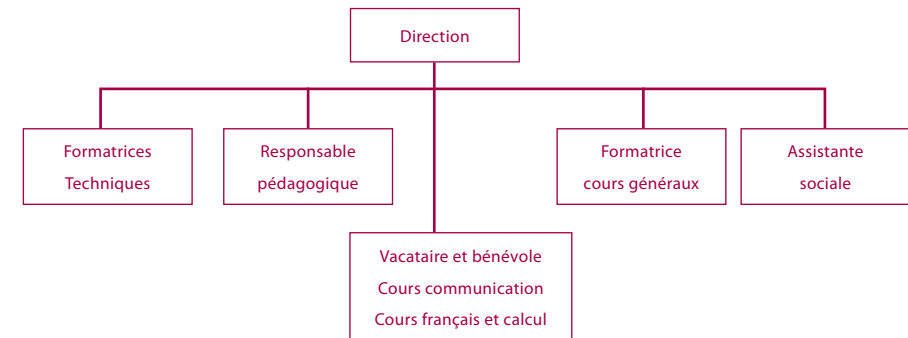 Direction
Formatrices
Techniques
Responsable
pédagogique
Formatrice
cours généraux
Assistante
sociale
Vacataire et bénévole
Cours communication
Cours français et calcul